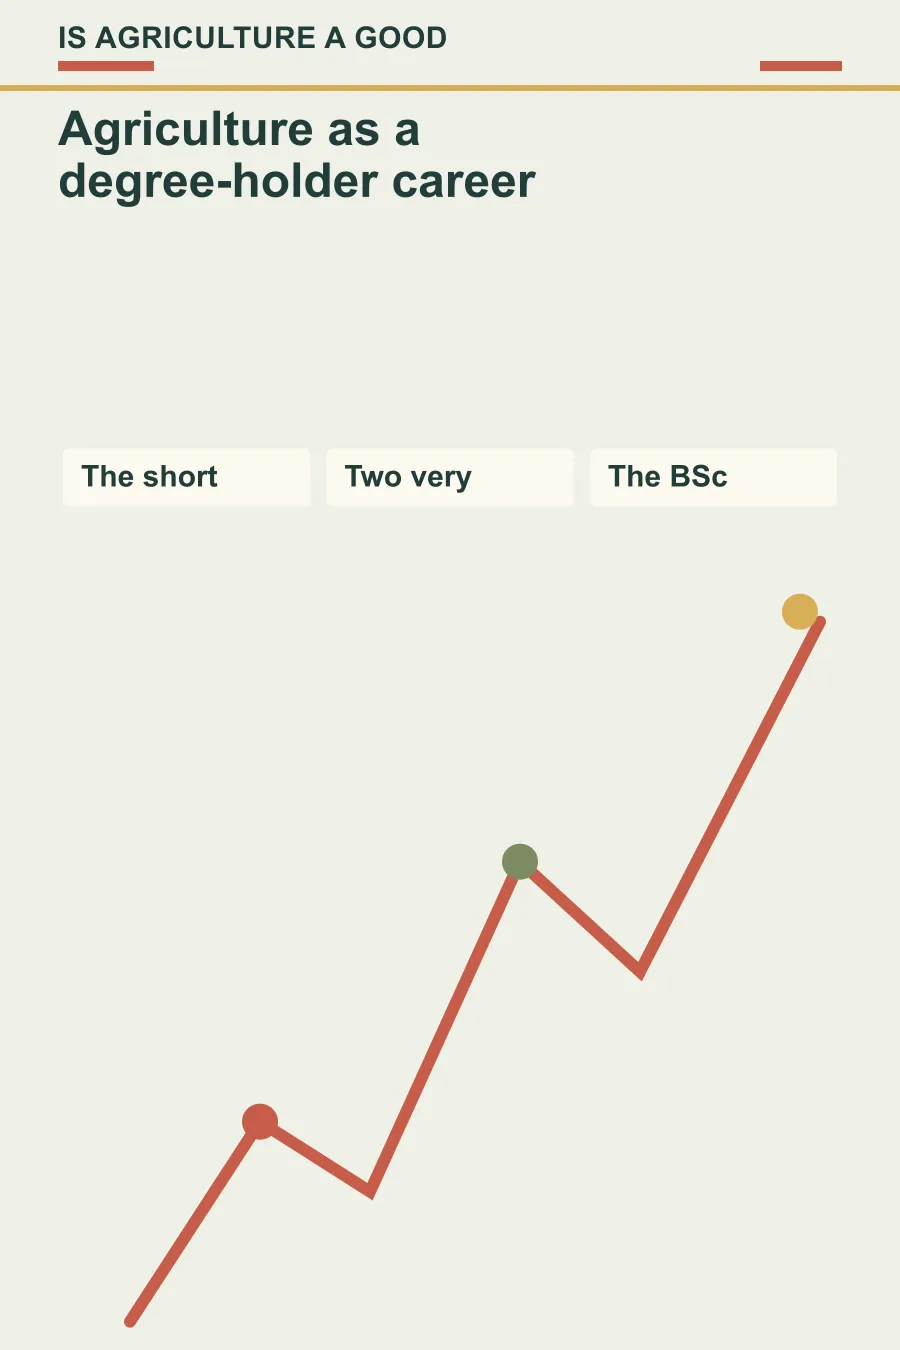 IS AGRICULTURE A GOOD
Agriculture as a
degree-holder career
The short
Two very
The BSc